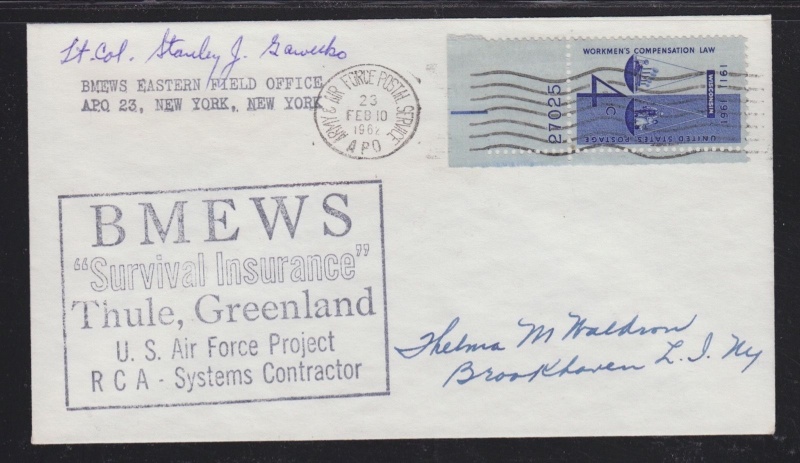 Lt. Col. Stanley J. Gawecko
BMEWS EASTERN FIELD OFFICE
APO 23, NEW YORK, NEW YORK
ARMY & AIR FORCE POSTAL SERVICE
23
FEB 10
1962
APO
WORKMEN'S COMPENSATION LAW
1911 1961
WISCONSIN
4¢
UNITED STATES POSTAGE
27025
BMEWS
"Survival Insurance"
Thule, Greenland
U. S. Air Force Project
R C A - Systems Contractor
Thelma M Waldron
Brookhaven L. I. Ny